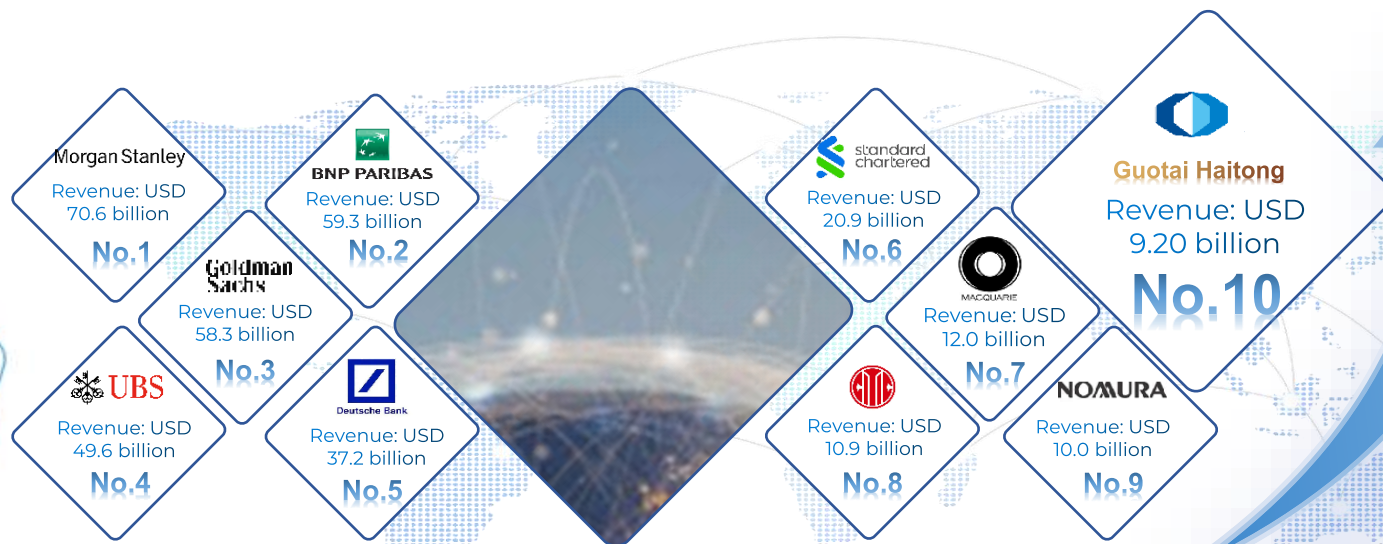 Morgan Stanley
Revenue: USD
70.6 billion
No.1
BNP PARIBAS
Revenue: USD
59.3 billion
No.2
Goldman
Sachs
Revenue: USD
58.3 billion
No.3
UBS
Revenue: USD
49.6 billion
No.4
Deutsche Bank
Revenue: USD
37.2 billion
No.5
standard
chartered
Revenue: USD
20.9 billion
No.6
MACQUARIE
Revenue: USD
12.0 billion
No.7
CITIC
Revenue: USD
10.9 billion
No.8
NOMURA
Revenue: USD
10.0 billion
No.9
Guotai Haitong
Revenue: USD
9.20 billion
No.10